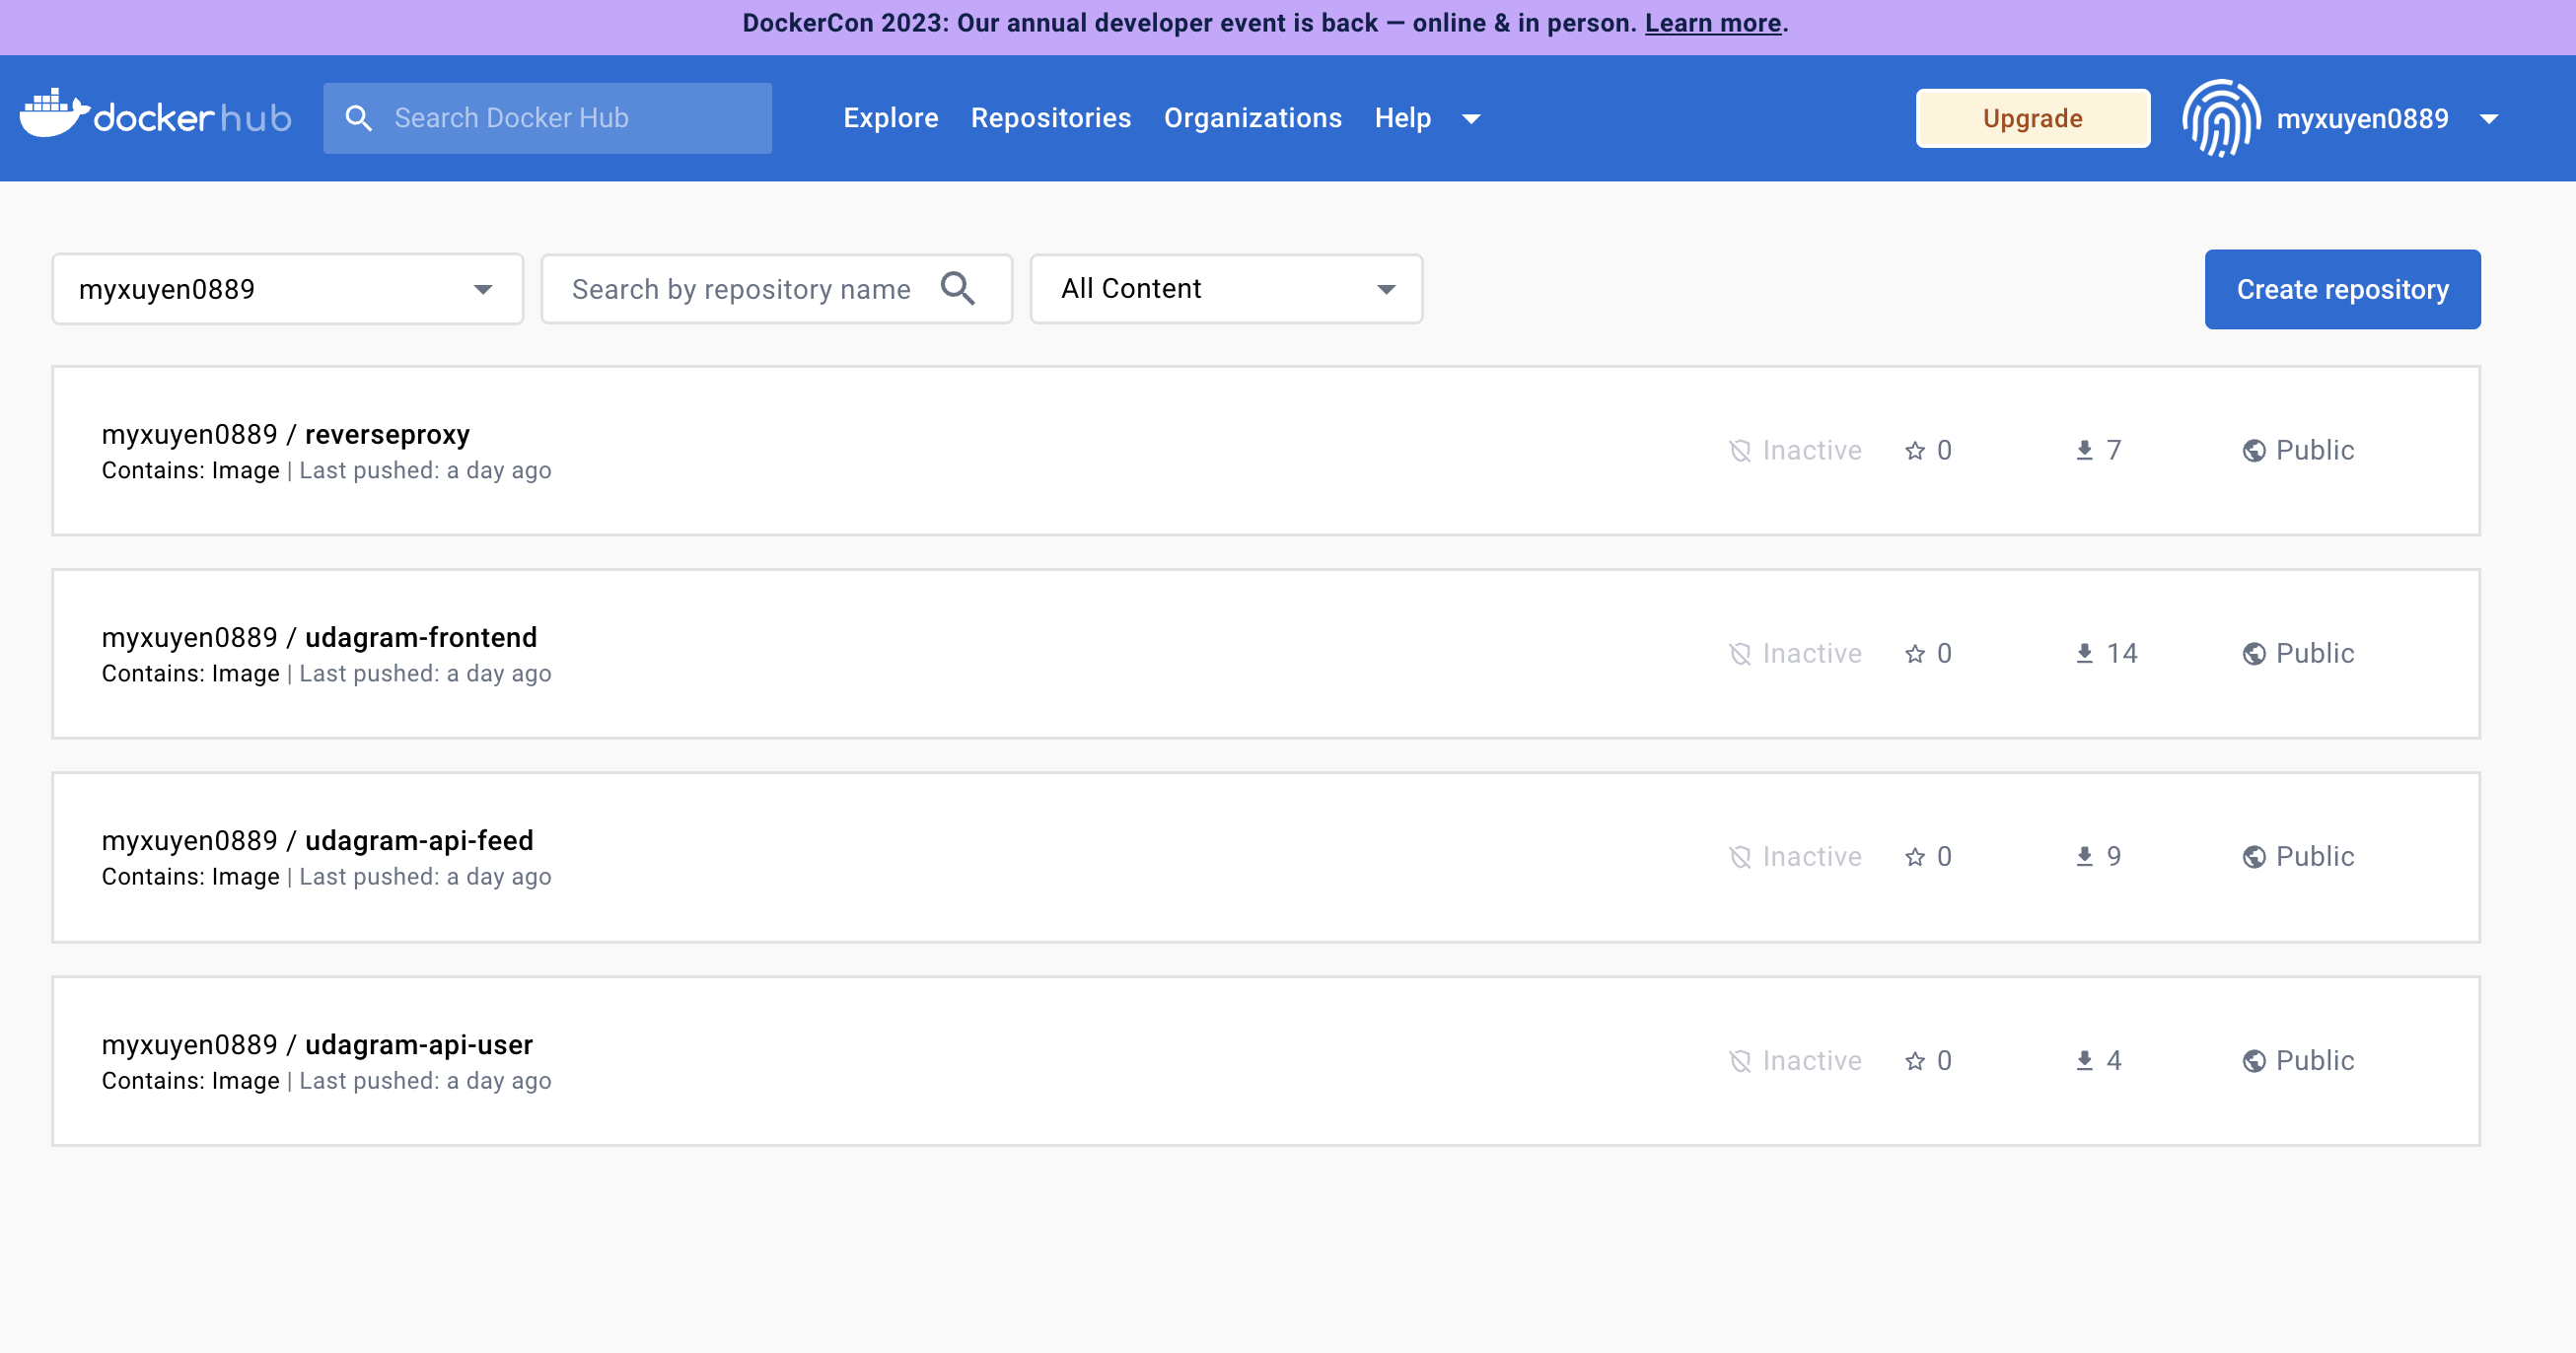 DockerCon 2023: Our annual developer event is back — online & in person. Learn more.
dockerhub Search Docker Hub Explore Repositories Organizations Help Upgrade myxuyen0889
myxuyen0889 Search by repository name All Content Create repository
myxuyen0889 / reverseproxy
Contains: Image | Last pushed: a day ago
Inactive 0 7 Public
myxuyen0889 / udagram-frontend
Contains: Image | Last pushed: a day ago
Inactive 0 14 Public
myxuyen0889 / udagram-api-feed
Contains: Image | Last pushed: a day ago
Inactive 0 9 Public
myxuyen0889 / udagram-api-user
Contains: Image | Last pushed: a day ago
Inactive 0 4 Public